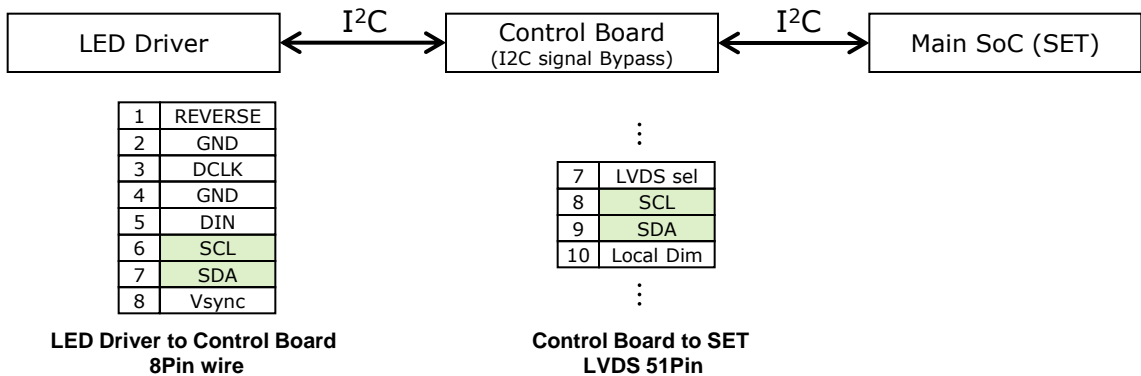 LED Driver
I²C
Control Board
(I2C signal Bypass)
I²C
Main SoC (SET)
1 REVERSE
2 GND
3 DCLK
4 GND
5 DIN
6 SCL
7 SDA
8 Vsync
LED Driver to Control Board
8Pin wire
⋮
7 LVDS sel
8 SCL
9 SDA
10 Local Dim
⋮
Control Board to SET
LVDS 51Pin